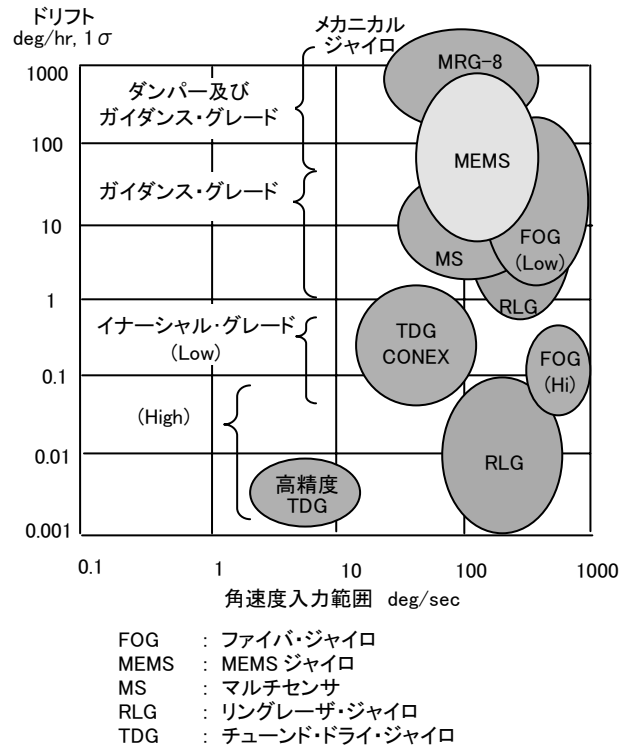 ドリフト
deg/hr, 1σ
メカニカル
ジャイロ
1000
MRG-8
ダンパー及び
ガイダンス・グレード
100
MEMS
ガイダンス・グレード
10
MS
FOG
(Low)
1
RLG
イナーシャル・グレード
(Low)
TDG
CONEX
FOG
(Hi)
0.1
(High)
0.01
RLG
高精度
TDG
0.001
0.1 1 10 100 1000
角速度入力範囲 deg/sec
FOG : ファイバ・ジャイロ
MEMS : MEMS ジャイロ
MS : マルチセンサ
RLG : リングレーザ・ジャイロ
TDG : チューンド・ドライ・ジャイロ